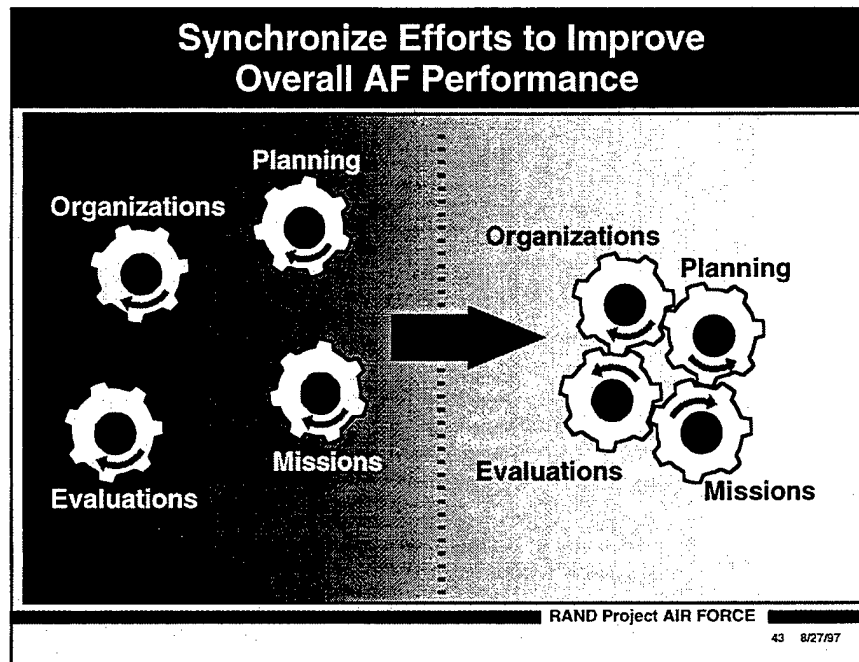 Synchronize Efforts to Improve
Overall AF Performance
Planning
Organizations
Missions
Evaluations
Organizations
Planning
Evaluations
Missions
RAND Project AIR FORCE
43 8/27/97